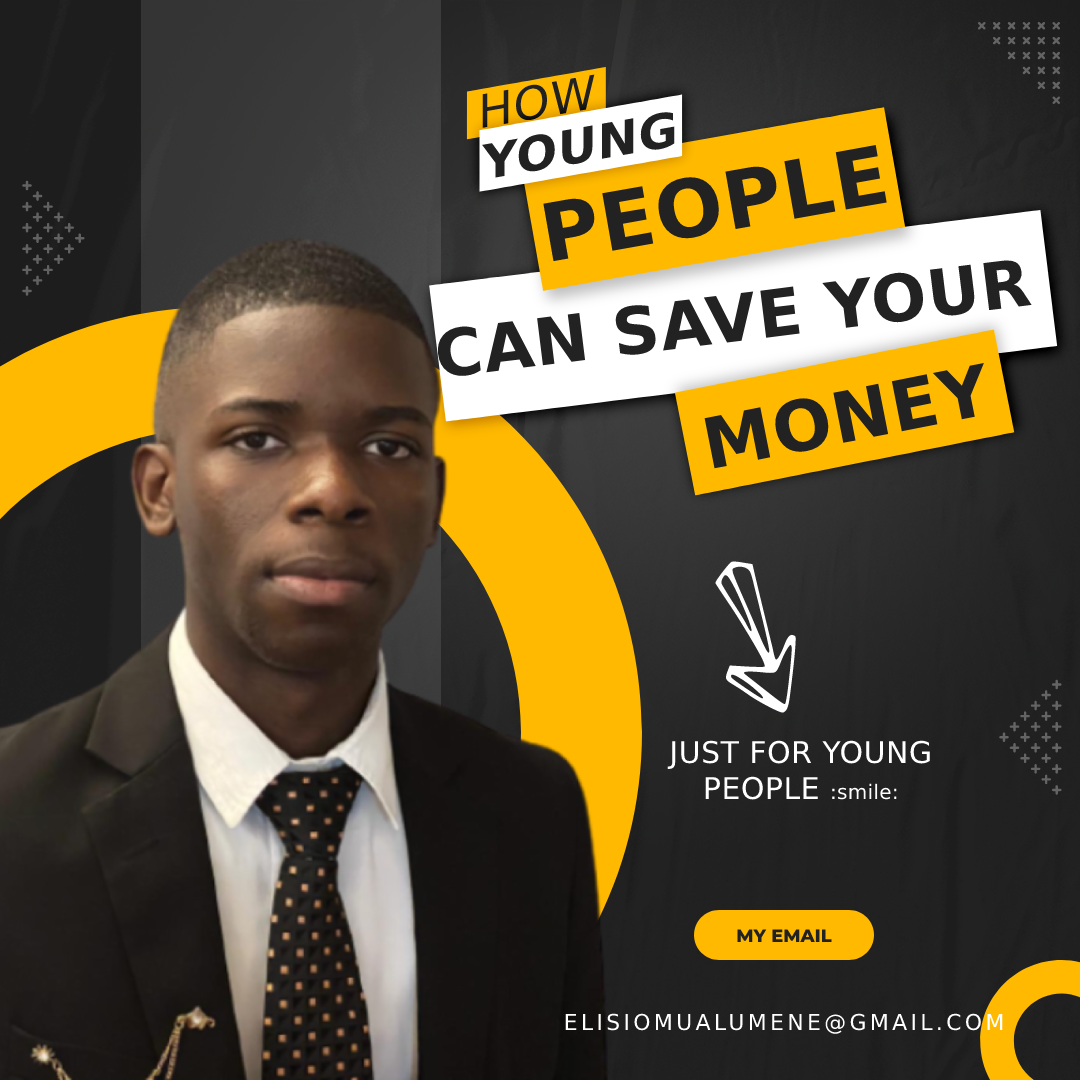 HOW
YOUNG
PEOPLE
CAN SAVE YOUR
MONEY
JUST FOR YOUNG
PEOPLE :smile:
MY EMAIL
ELISIOMUALUMENE@GMAIL.COM